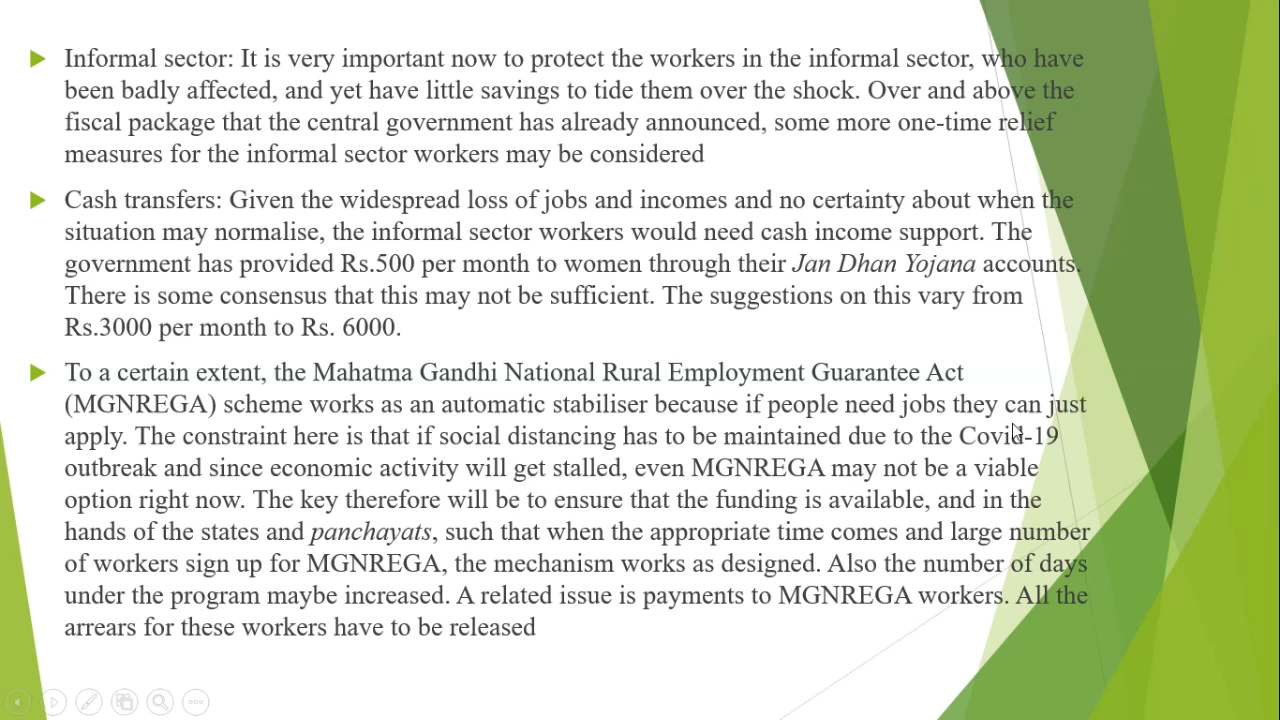 Informal sector: It is very important now to protect the workers in the informal sector, who have
been badly affected, and yet have little savings to tide them over the shock. Over and above the
fiscal package that the central government has already announced, some more one-time relief
measures for the informal sector workers may be considered
Cash transfers: Given the widespread loss of jobs and incomes and no certainty about when the
situation may normalise, the informal sector workers would need cash income support. The
government has provided Rs.500 per month to women through their Jan Dhan Yojana accounts.
There is some consensus that this may not be sufficient. The suggestions on this vary from
Rs.3000 per month to Rs. 6000.
To a certain extent, the Mahatma Gandhi National Rural Employment Guarantee Act
(MGNREGA) scheme works as an automatic stabiliser because if people need jobs they can just
apply. The constraint here is that if social distancing has to be maintained due to the Covid-19
outbreak and since economic activity will get stalled, even MGNREGA may not be a viable
option right now. The key therefore will be to ensure that the funding is available, and in the
hands of the states and panchayats, such that when the appropriate time comes and large number
of workers sign up for MGNREGA, the mechanism works as designed. Also the number of days
under the program maybe increased. A related issue is payments to MGNREGA workers. All the
arrears for these workers have to be released